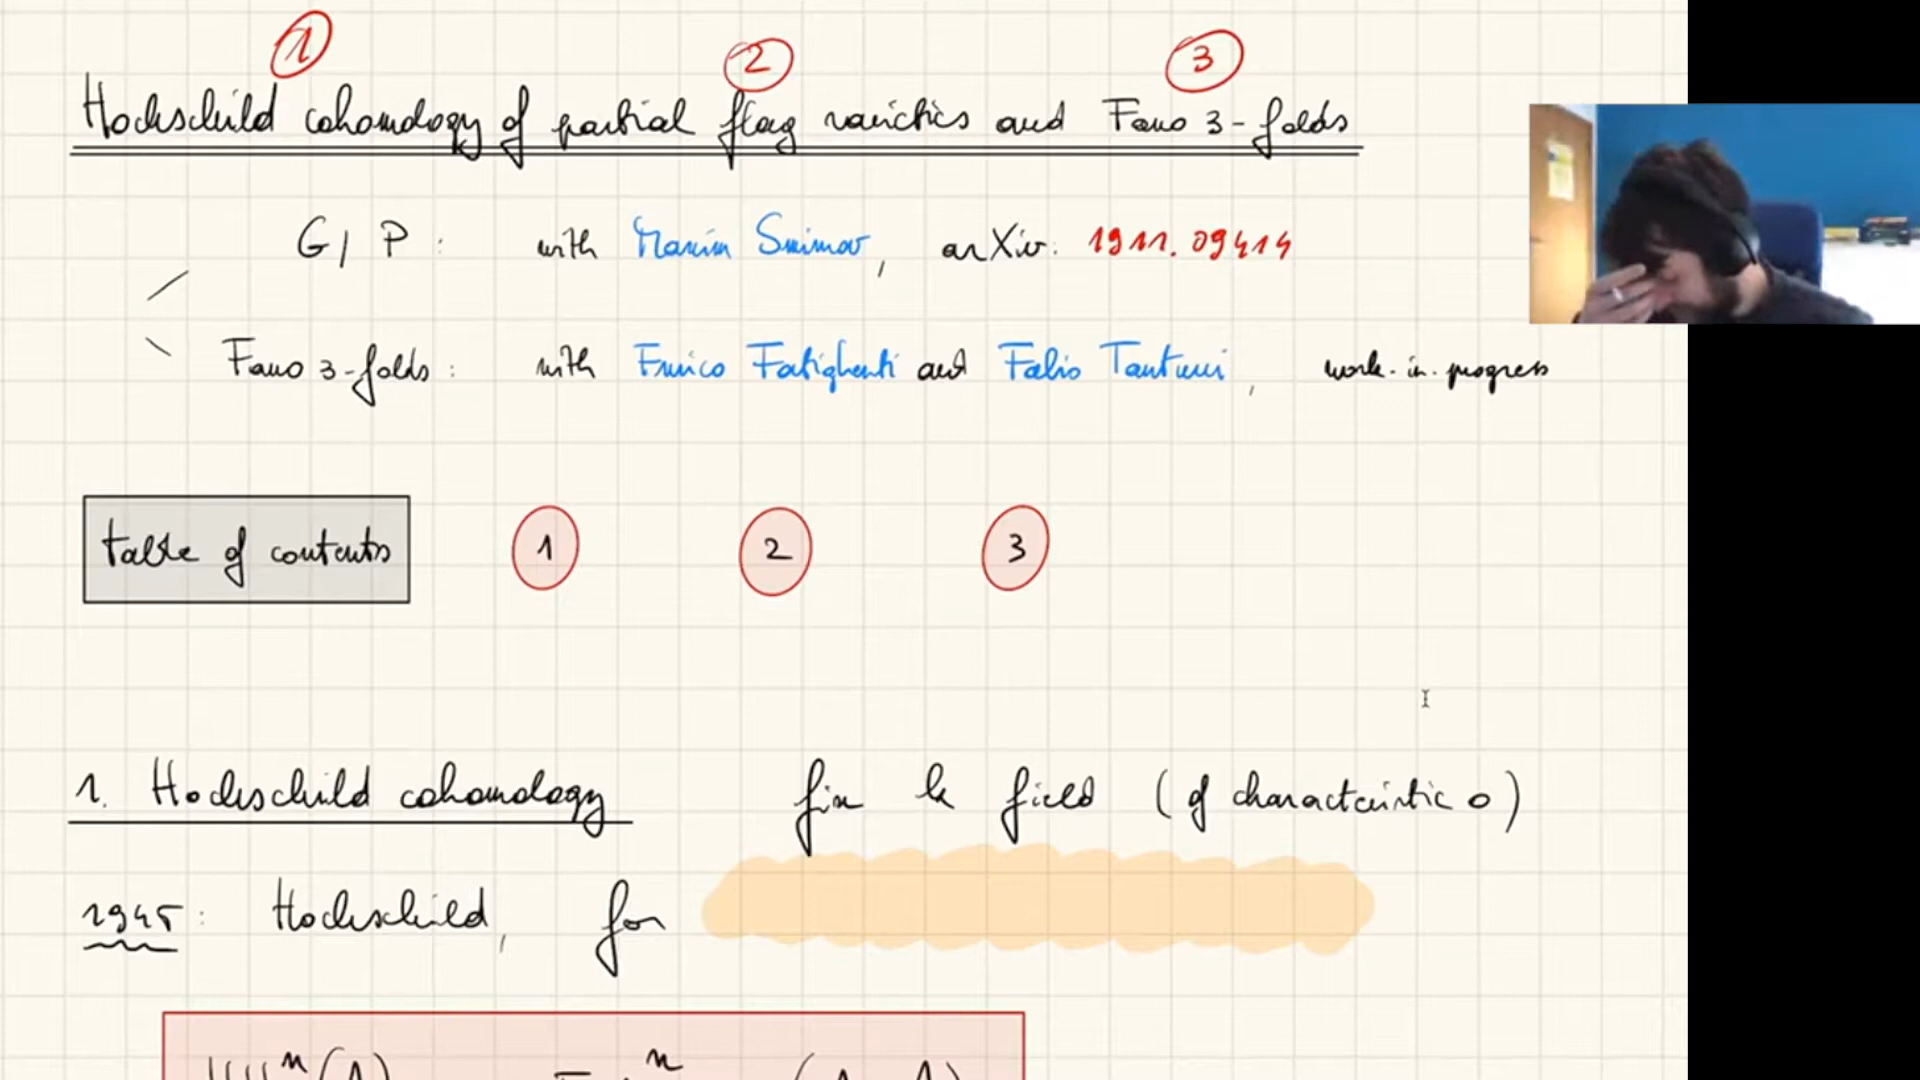 1 2 3
Hochschild cohomology of partial flag varieties and Fano 3-folds
G/P: with Maxim Smirnov, arXiv: 1911.09414
Fano 3-folds: with Enrico Fatighenti and Fabio Tanturri, work-in-progress
table of contents 1 2 3
1. Hochschild cohomology fix k field (of characteristic 0)
1945: Hochschild, for
HH^n(A) Ext^n (A, A)